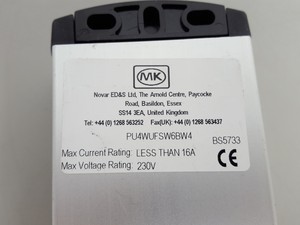 MK
Novar ED&S Ltd, The Arnold Centre, Paycocke
Road, Basildon, Essex
SS14 3EA, United Kingdom
Tel: +44 (0) 1268 563252 Fax(UK): +44 (0) 1268 563437
PU4WUFSW6BW4
BS5733
Max Current Rating: LESS THAN 16A
Max Voltage Rating: 230V
CE